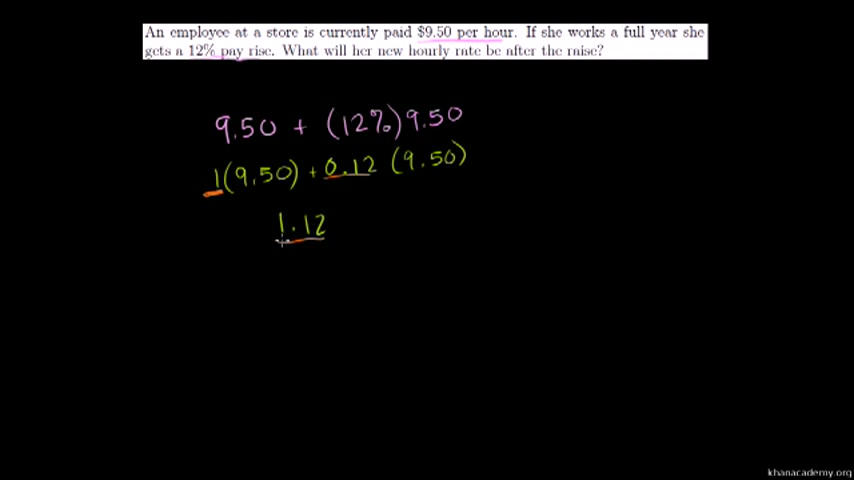 An employee at a store is currently paid $9.50 per hour. If she works a full year she
gets a 12% pay rise. What will her new hourly rate be after the raise?
9.50 + (12%) 9.50
1(9.50) + 0.12 (9.50)
1.12
khanacademy.org